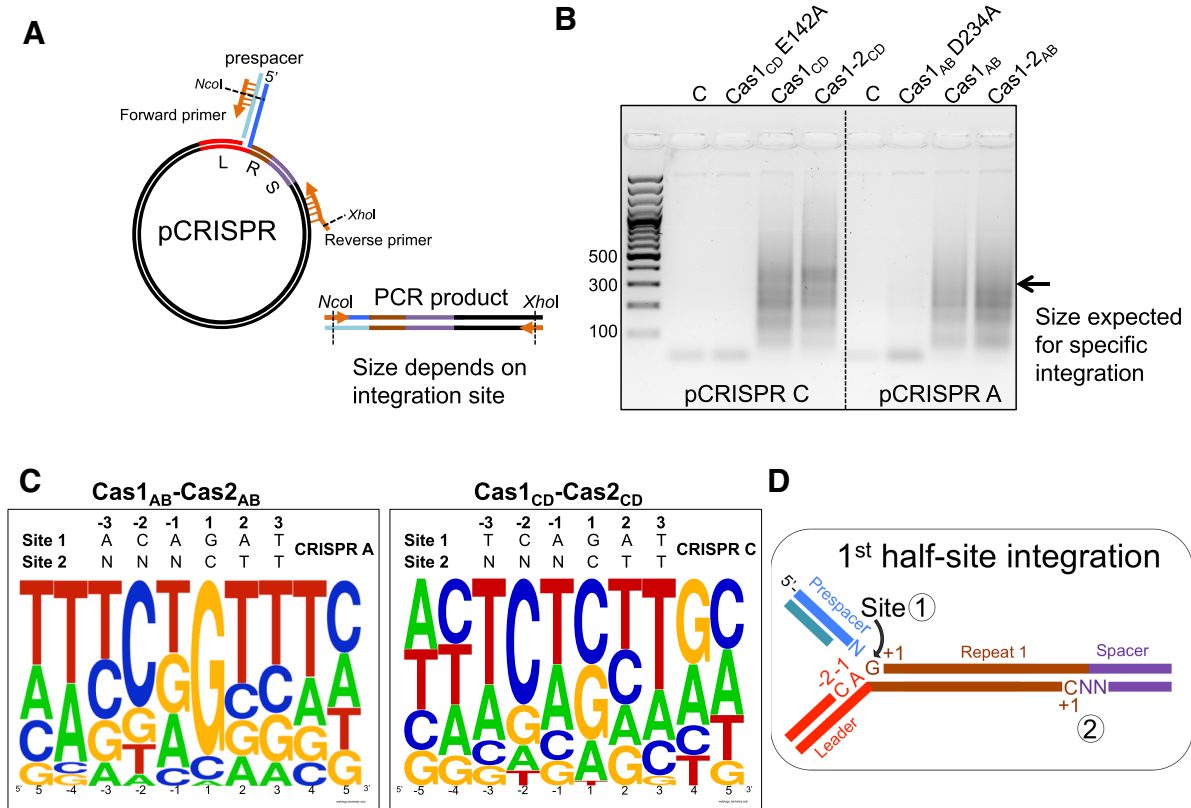 A
prespacer
5'
NcoI
Forward primer
L
R
S
pCRISPR
XhoI
Reverse primer
NcoI PCR product XhoI
Size depends on
integration site
B
C Cas1CD E142A Cas1CD Cas1-2CD C Cas1AB D234A Cas1AB Cas1-2AB
500
300
100
pCRISPR C pCRISPR A
Size expected
for specific
integration
C
Cas1AB-Cas2AB
-3 -2 -1 1 2 3
Site 1 A C A G A T CRISPR A
Site 2 N N N C T T
T T T C T G T T T C
A T C G G C C C A A
C A G T A A G G G T
G C A A C A A A C G
G
5' 5 -4 -3 -2 -1 1 2 3 4 5 3'
Cas1CD-Cas2CD
-3 -2 -1 1 2 3
Site 1 T C A G A T CRISPR C
Site 2 N N N C T T
A C T C T C T T G C
T T A G A G C A A A
C A C A C A A C C T
G G G T G T G G T G
5' -5 -4 -3 -2 -1 1 2 3 4 5 3'
D
1st half-site integration
5'-
Prespacer
N
Site 1
G +1 Repeat 1 Spacer
-2 -1
C A
Leader
CNN
+1
2